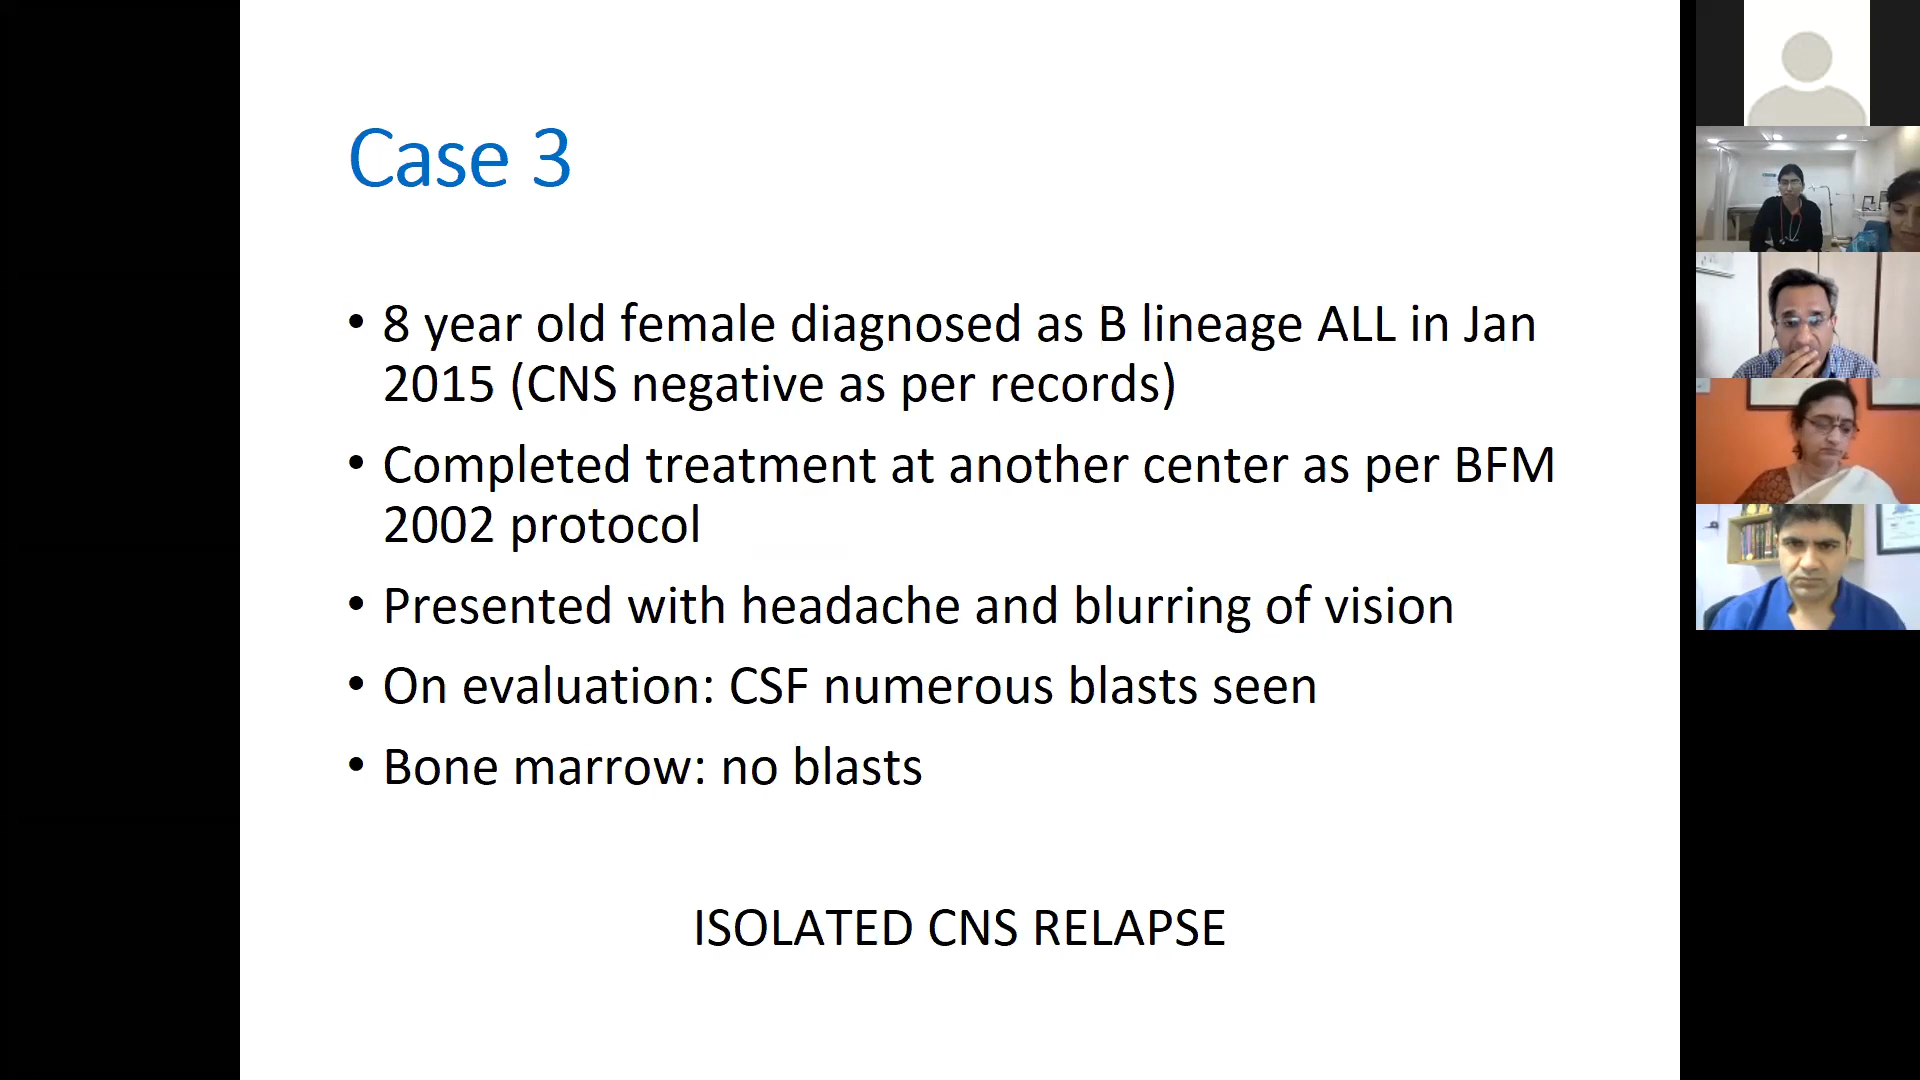 Case 3
• 8 year old female diagnosed as B lineage ALL in Jan
2015 (CNS negative as per records)
• Completed treatment at another center as per BFM
2002 protocol
• Presented with headache and blurring of vision
• On evaluation: CSF numerous blasts seen
• Bone marrow: no blasts
ISOLATED CNS RELAPSE